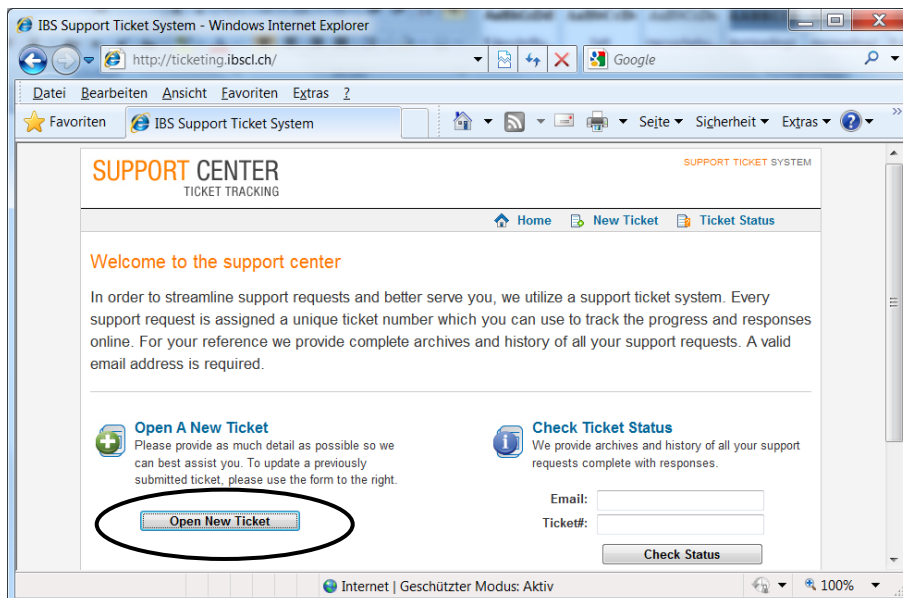 IBS Support Ticket System - Windows Internet Explorer
http://ticketing.ibscl.ch/
Google
Datei Bearbeiten Ansicht Favoriten Extras ?
Favoriten IBS Support Ticket System Seite Sicherheit Extras
SUPPORT CENTER
TICKET TRACKING
SUPPORT TICKET SYSTEM
Home New Ticket Ticket Status
Welcome to the support center
In order to streamline support requests and better serve you, we utilize a support ticket system. Every
support request is assigned a unique ticket number which you can use to track the progress and responses
online. For your reference we provide complete archives and history of all your support requests. A valid
email address is required.
Open A New Ticket
Please provide as much detail as possible so we
can best assist you. To update a previously
submitted ticket, please use the form to the right.
Open New Ticket
Check Ticket Status
We provide archives and history of all your support
requests complete with responses.
Email:
Ticket#:
Check Status
Internet | Geschützter Modus: Aktiv 100%